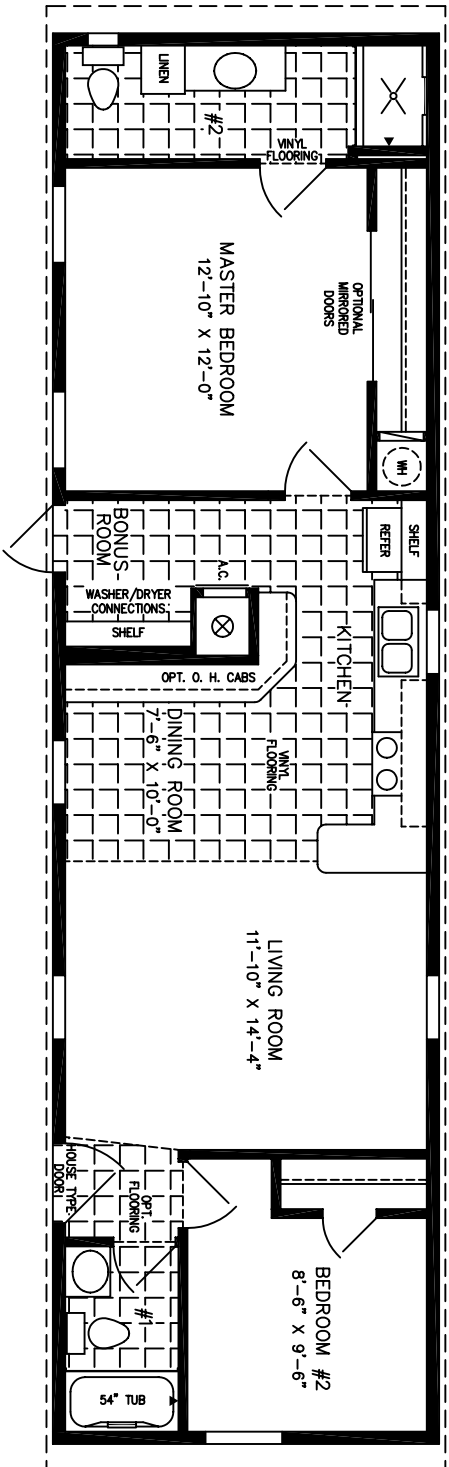 LINEN
#2
VINYL
FLOORING
MASTER BEDROOM
12'-10" X 12'-0"
OPTIONAL
MIRRORED
DOORS
WH
BONUS
ROOM
A.C.
WASHER/DRYER
CONNECTIONS
SHELF
SHELF
REFER
KITCHEN
OPT. O. H. CABS
DINING ROOM
7'-6" X 10'-0"
VINYL
FLOORING
LIVING ROOM
11'-10" X 14'-4"
HOUSE TYPE
DOOR
OPT.
FLOORING
#1
54" TUB
BEDROOM #2
8'-6" X 9'-6"